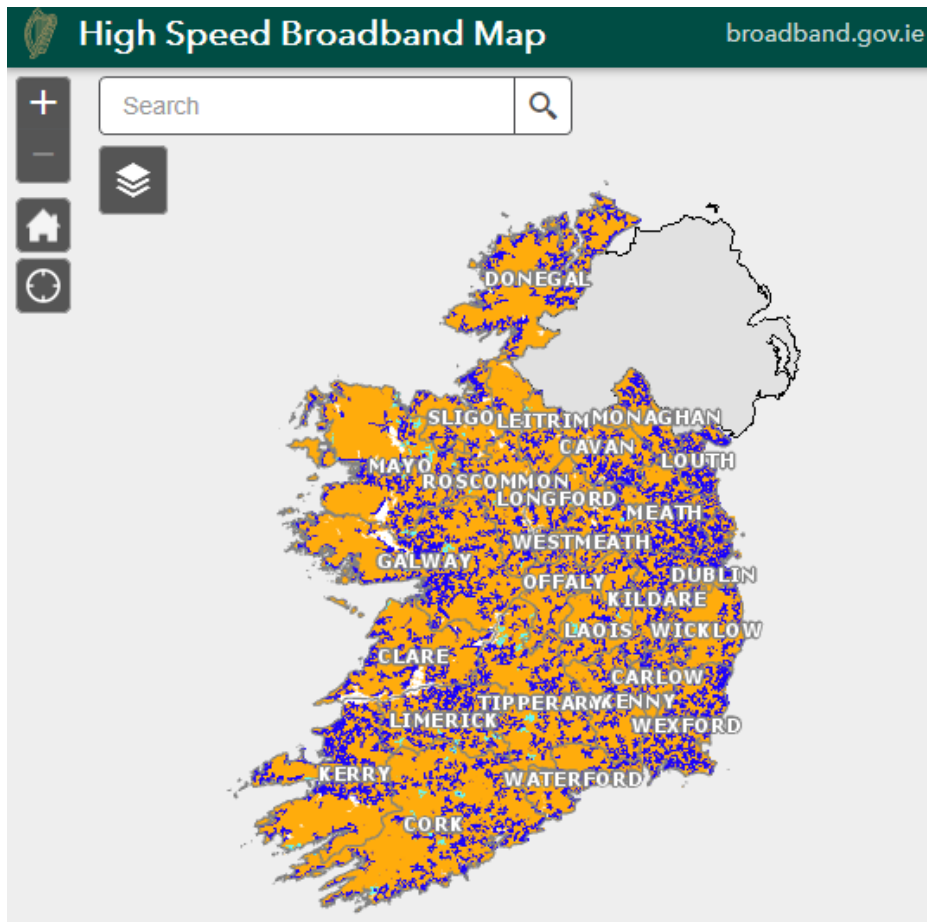 High Speed Broadband Map
broadband.gov.ie
+
Search
−
DONEGAL
SLIGO
LEITRIM
MONAGHAN
CAVAN
LOUTH
MAYO
ROSCOMMON
LONGFORD
MEATH
WESTMEATH
GALWAY
OFFALY
DUBLIN
KILDARE
LAOIS
WICKLOW
CLARE
CARLOW
TIPPERARY
KENNY
LIMERICK
WEXFORD
KERRY
WATERFORD
CORK